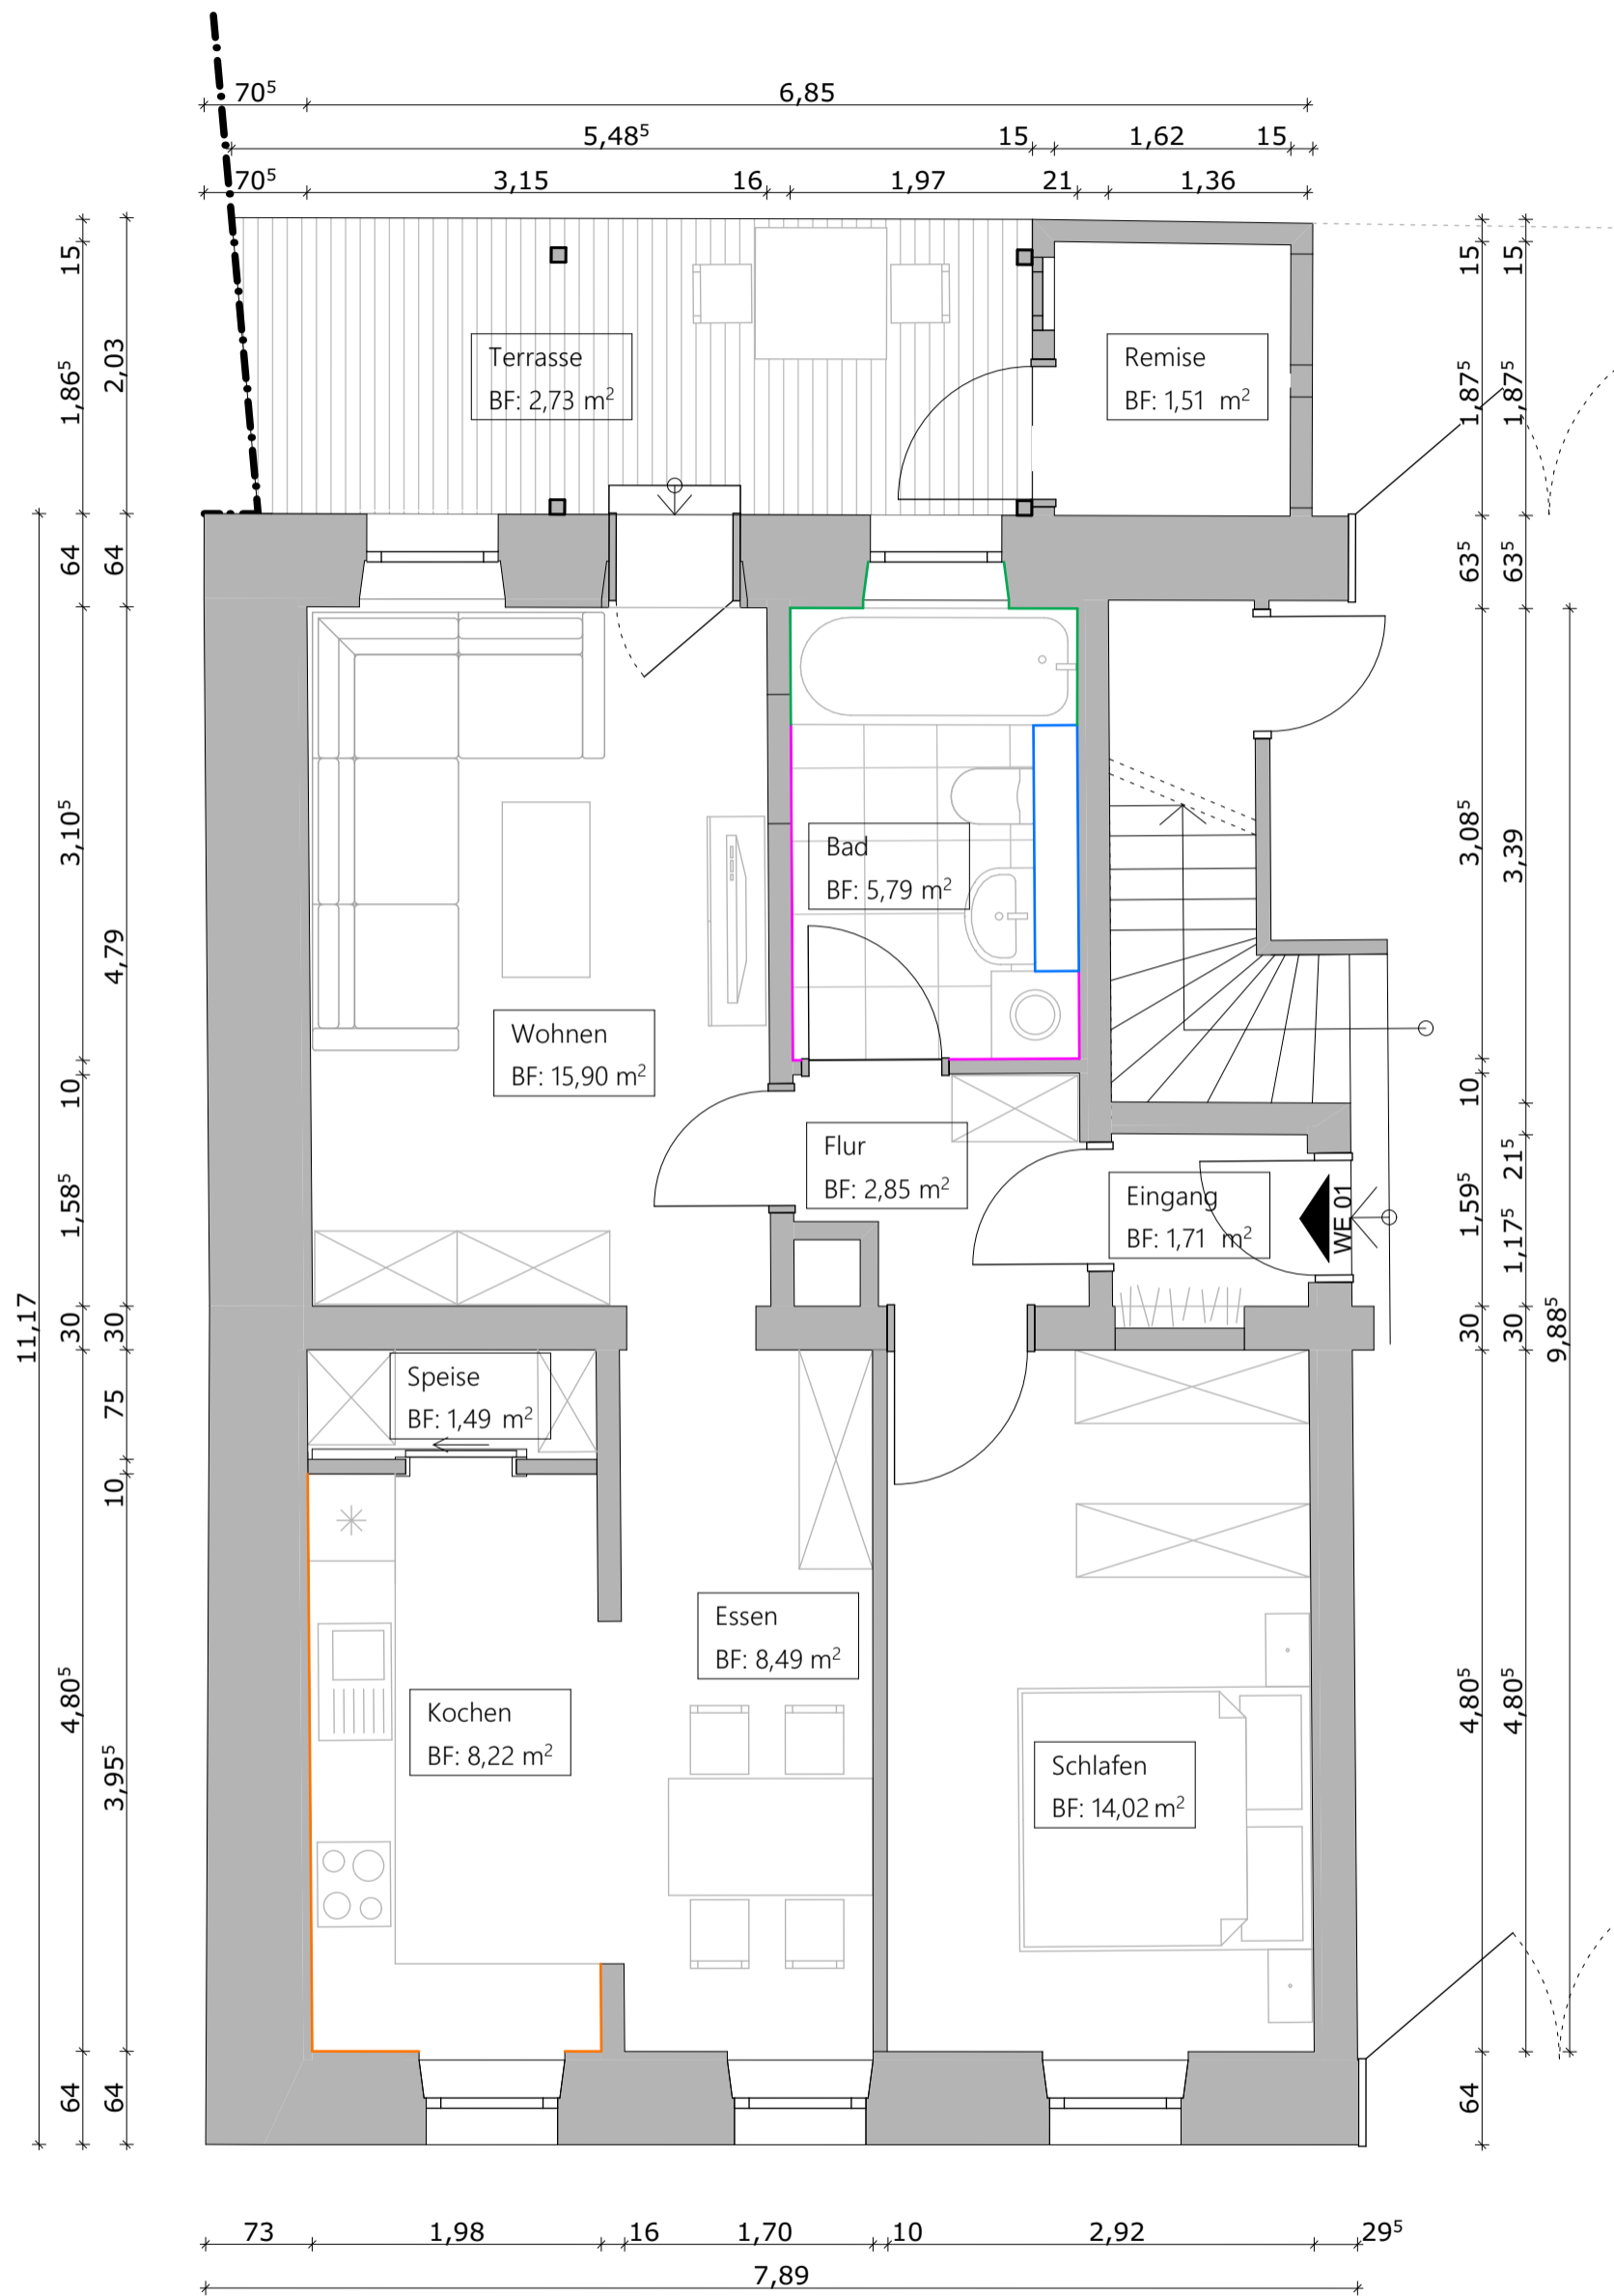 70⁵ 6,85
5,48⁵ 15 1,62 15
70⁵ 3,15 16 1,97 21 1,36
15 1,86⁵ 64 3,10⁵ 10 1,58⁵ 30 4,80⁵ 64
2,03 64 4,79 30 75 10 3,95⁵ 64
11,17
Terrasse
BF: 2,73 m²
Remise
BF: 1,51 m²
Bad
BF: 5,79 m²
Wohnen
BF: 15,90 m²
Flur
BF: 2,85 m²
Eingang
BF: 1,71 m²
WE 01
Speise
BF: 1,49 m²
Essen
BF: 8,49 m²
Kochen
BF: 8,22 m²
Schlafen
BF: 14,02 m²
15 1,87⁵ 63⁵ 3,08⁵ 10 1,59⁵ 30 4,80⁵ 64
15 1,87⁵ 63⁵ 3,39 21⁵ 1,17⁵ 30 4,80⁵
9,88⁵
73 1,98 16 1,70 10 2,92 29⁵
7,89